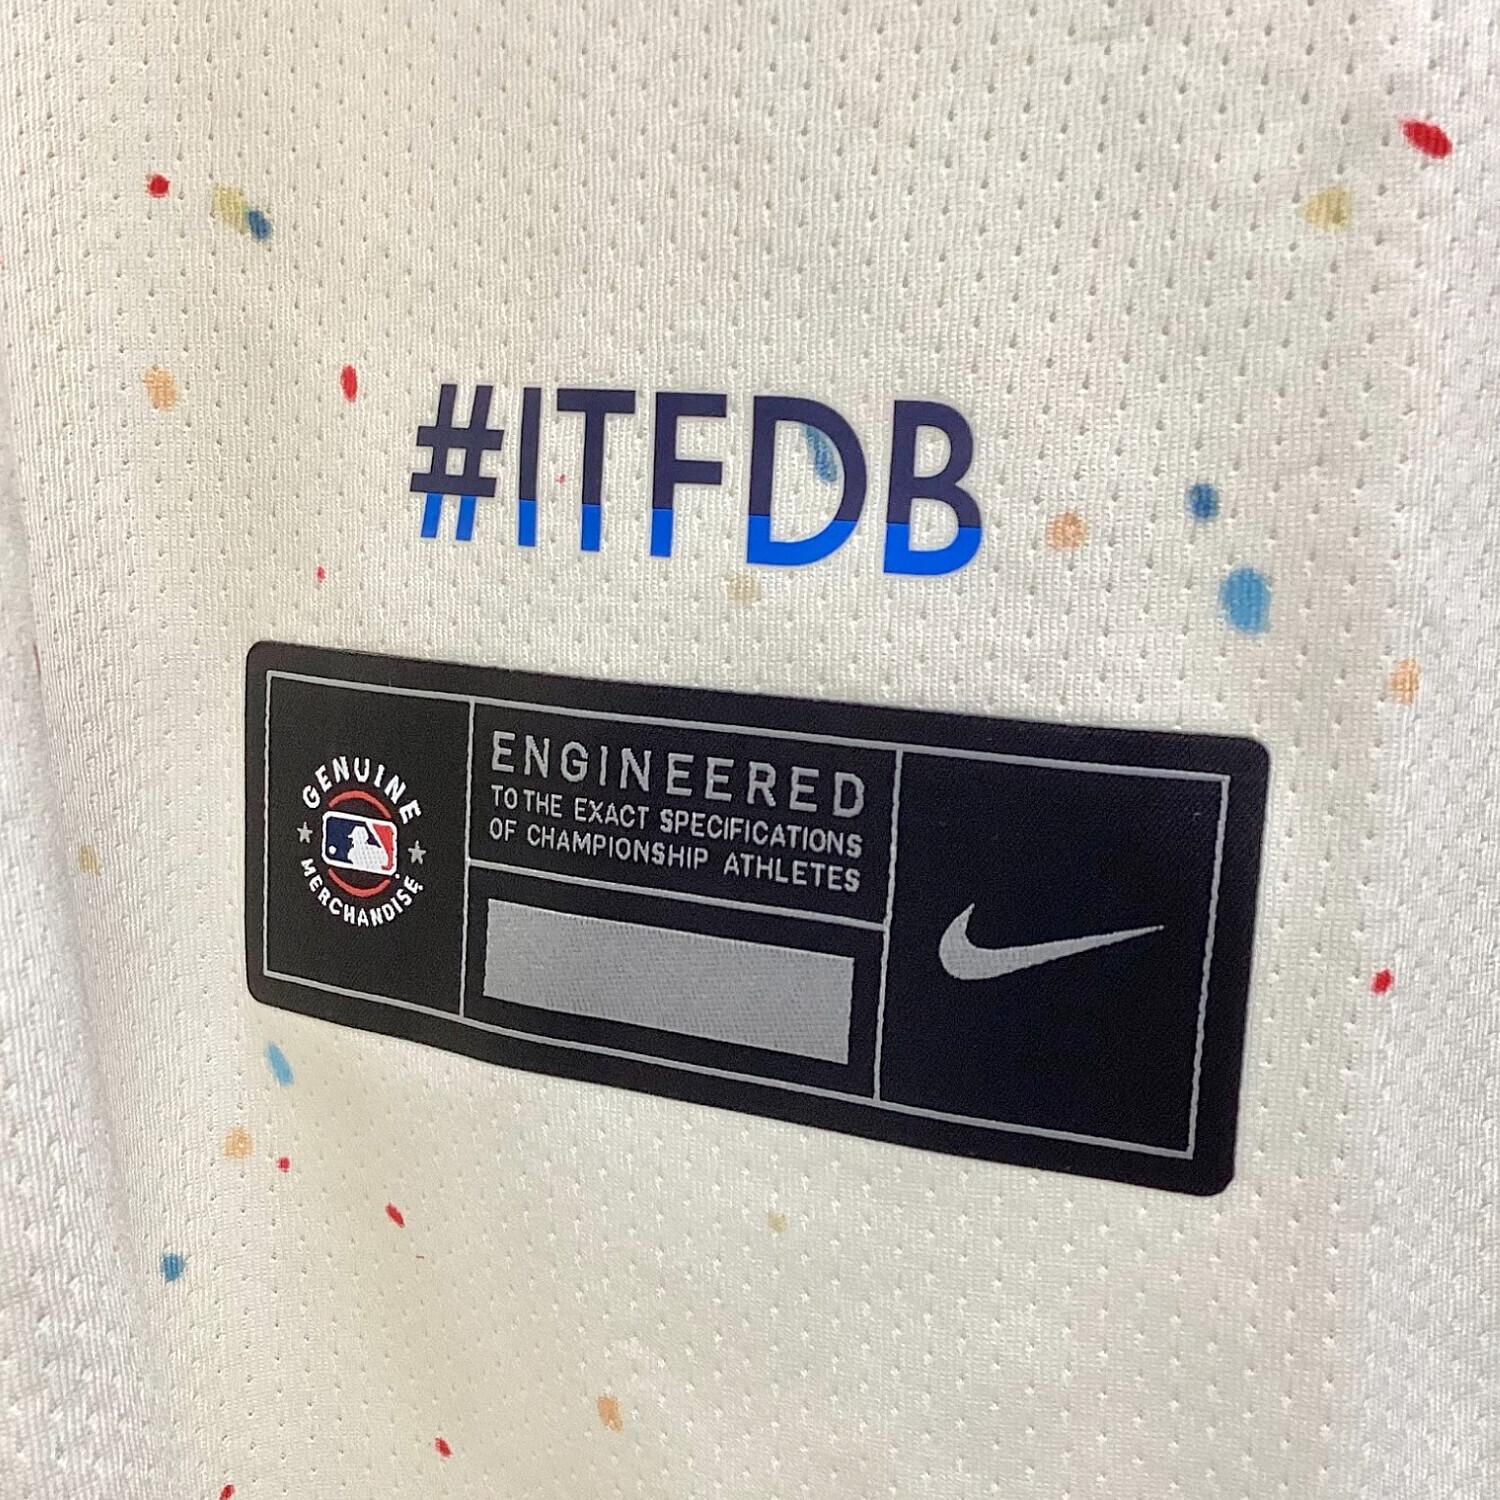 #ITFDB
GENUINE
MERCHANDISE
ENGINEERED
TO THE EXACT SPECIFICATIONS
OF CHAMPIONSHIP ATHLETES